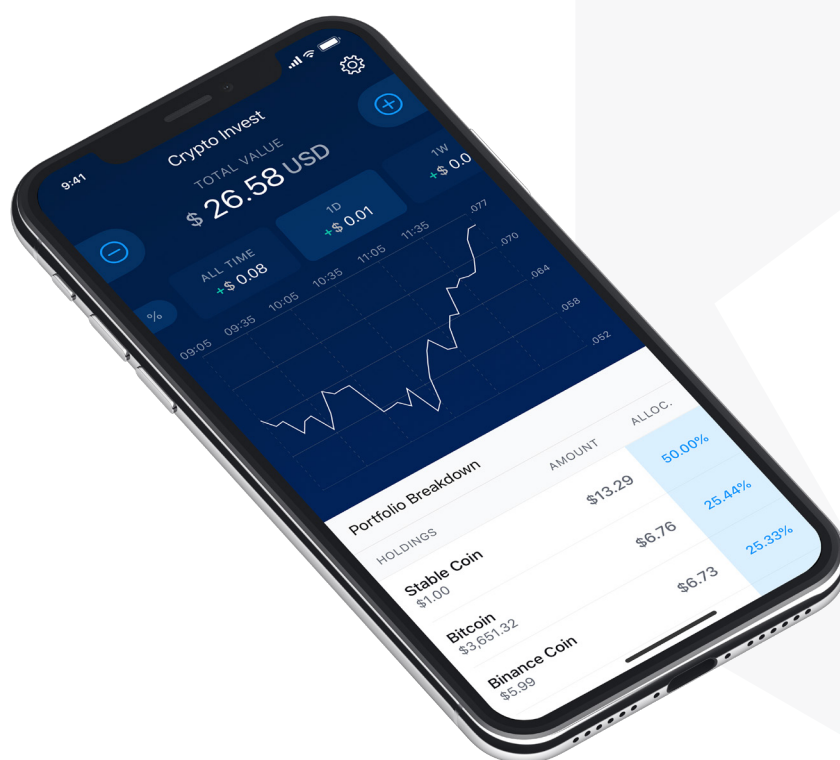 9:41
Crypto Invest
TOTAL VALUE
$ 26.58 USD
%
ALL TIME
+$ 0.08
1D
+$ 0.01
1W
+$ 0.0
09:05 09:35 10:05 10:35 11:05 11:35
.077
.070
.064
.058
.052
Portfolio Breakdown
HOLDINGS AMOUNT ALLOC.
Stable Coin $13.29 50.00%
$1.00
Bitcoin $6.76 25.44%
$3,651.32
Binance Coin $6.73 25.33%
$5.99